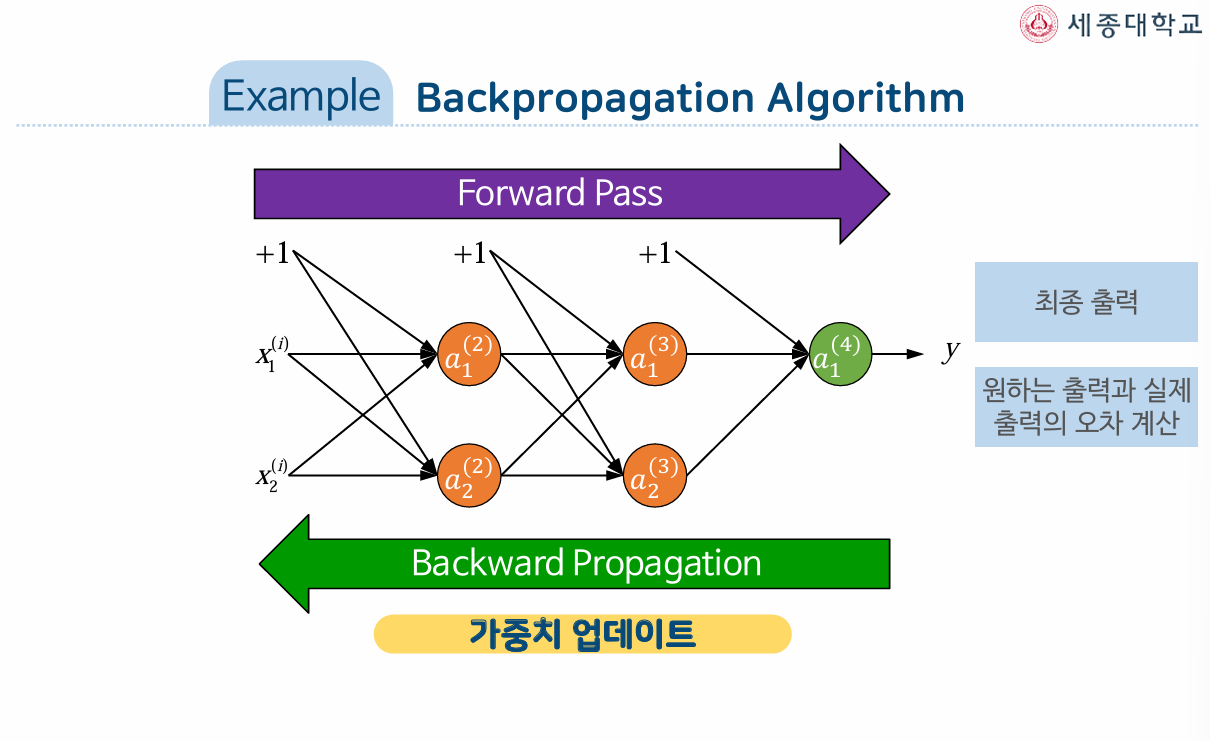 세종대학교
Example Backpropagation Algorithm
Forward Pass
+1 +1 +1
x₁⁽ⁱ⁾ a₁⁽²⁾ a₁⁽³⁾ a₁⁽⁴⁾ y
x₂⁽ⁱ⁾ a₂⁽²⁾ a₂⁽³⁾
최종 출력
원하는 출력과 실제
출력의 오차 계산
Backward Propagation
가중치 업데이트